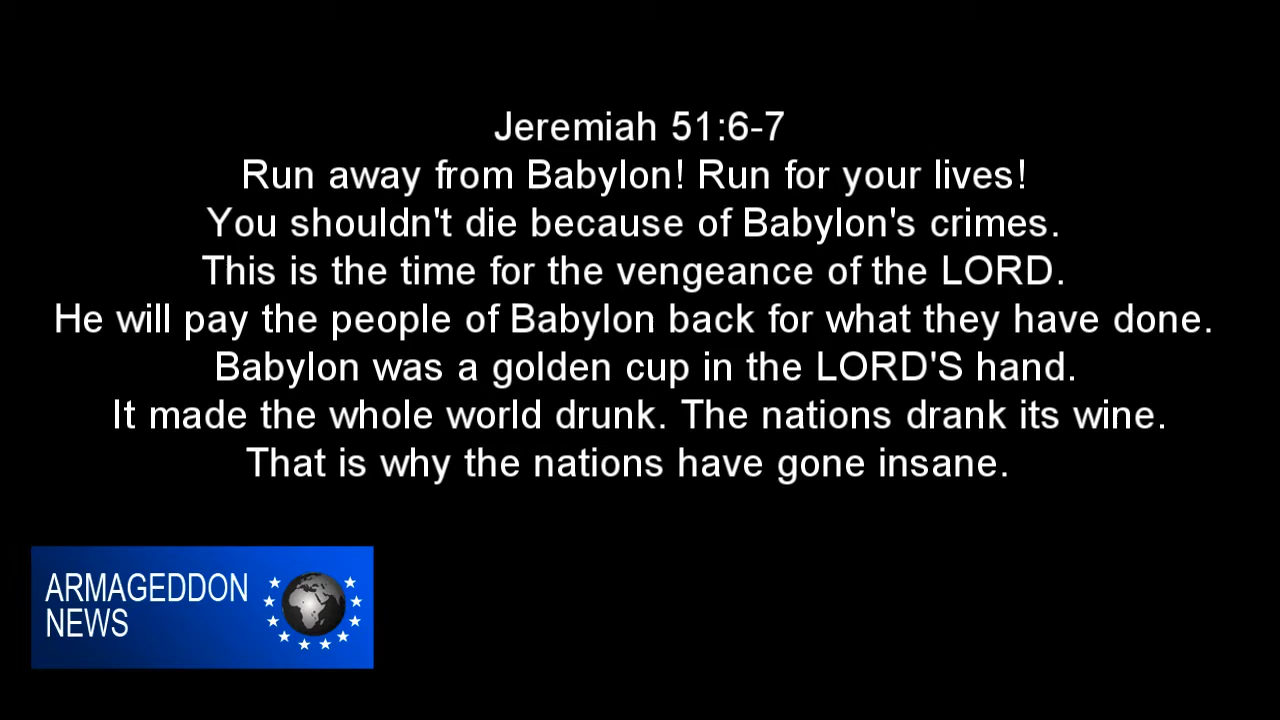 Jeremiah 51:6-7
Run away from Babylon! Run for your lives!
You shouldn't die because of Babylon's crimes.
This is the time for the vengeance of the LORD.
He will pay the people of Babylon back for what they have done.
Babylon was a golden cup in the LORD'S hand.
It made the whole world drunk. The nations drank its wine.
That is why the nations have gone insane.
ARMAGEDDON
NEWS